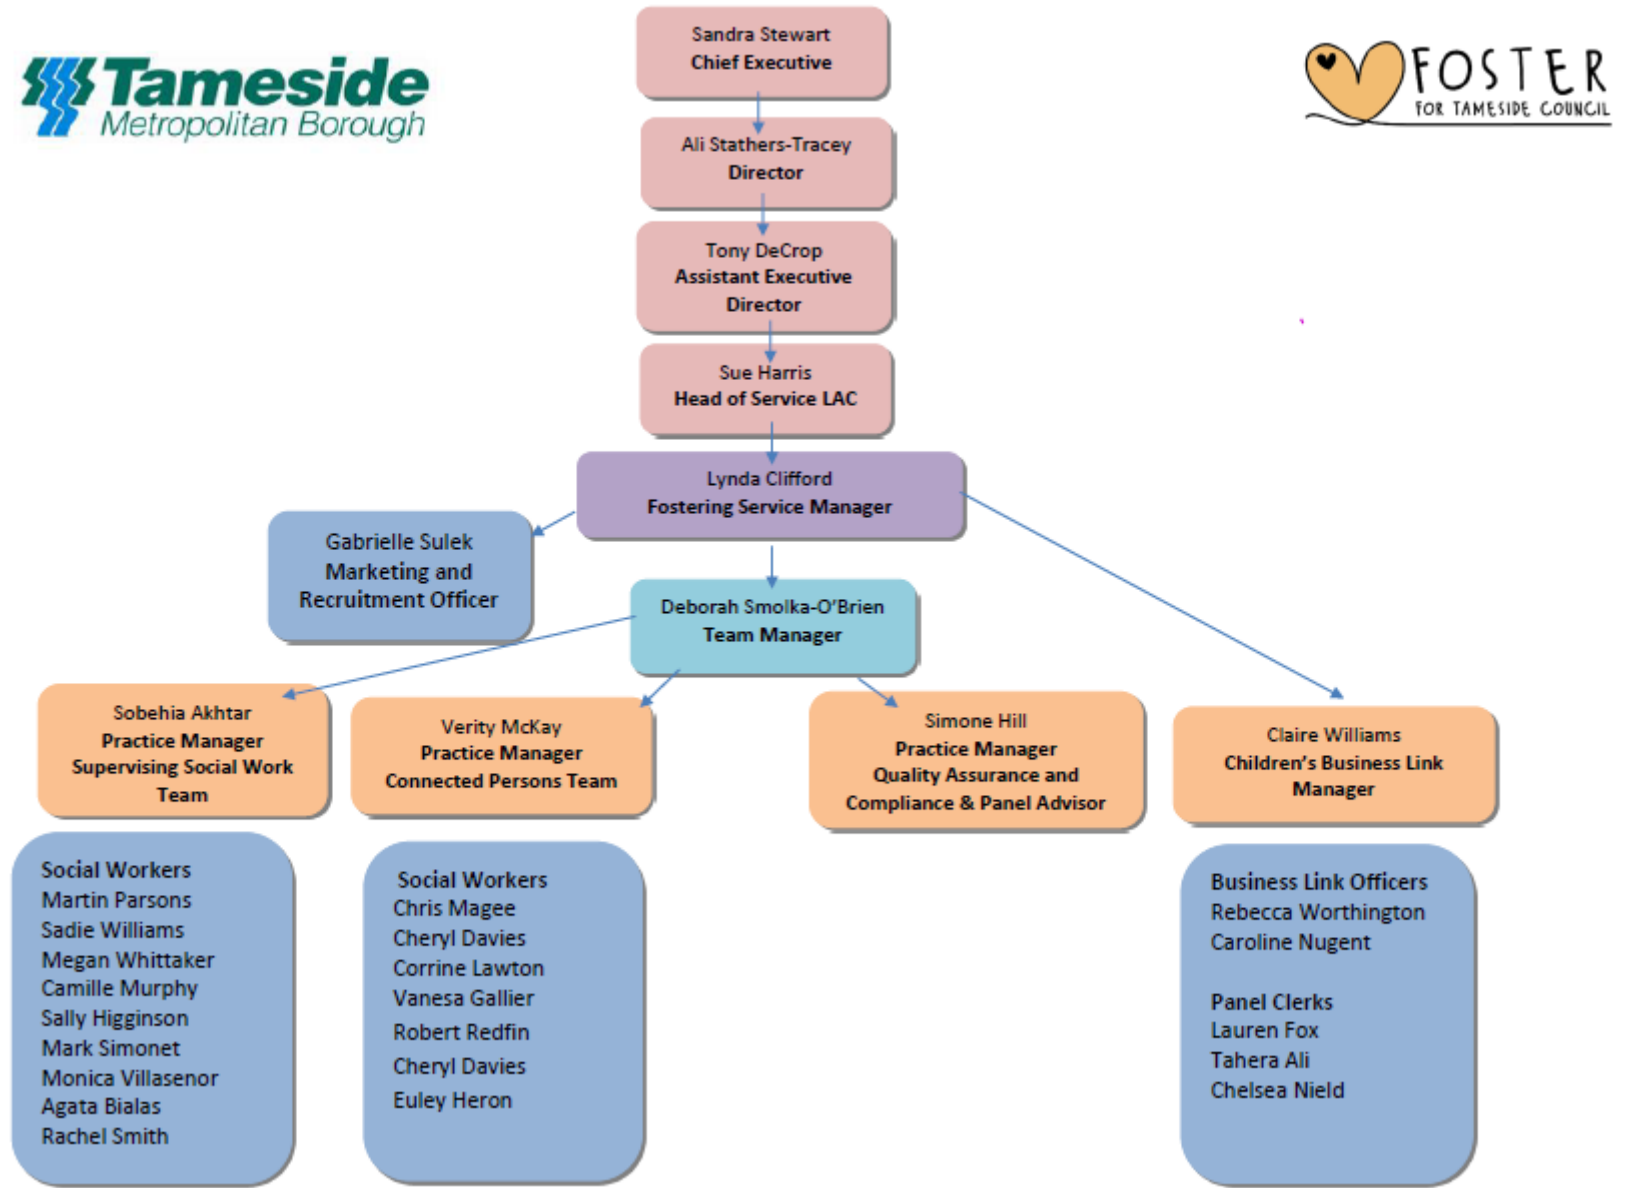 Tameside
Metropolitan Borough
FOSTER
FOR TAMESIDE COUNCIL
Sandra Stewart
Chief Executive
Ali Stathers-Tracey
Director
Tony DeCrop
Assistant Executive
Director
Sue Harris
Head of Service LAC
Lynda Clifford
Fostering Service Manager
Gabrielle Sulek
Marketing and
Recruitment Officer
Deborah Smolka-O’Brien
Team Manager
Sobehia Akhtar
Practice Manager
Supervising Social Work
Team
Verity McKay
Practice Manager
Connected Persons Team
Simone Hill
Practice Manager
Quality Assurance and
Compliance & Panel Advisor
Claire Williams
Children’s Business Link
Manager
Social Workers
Martin Parsons
Sadie Williams
Megan Whittaker
Camille Murphy
Sally Higginson
Mark Simonet
Monica Villasenor
Agata Bialas
Rachel Smith
Social Workers
Chris Magee
Cheryl Davies
Corrine Lawton
Vanesa Gallier
Robert Redfin
Cheryl Davies
Euley Heron
Business Link Officers
Rebecca Worthington
Caroline Nugent
Panel Clerks
Lauren Fox
Tahera Ali
Chelsea Nield